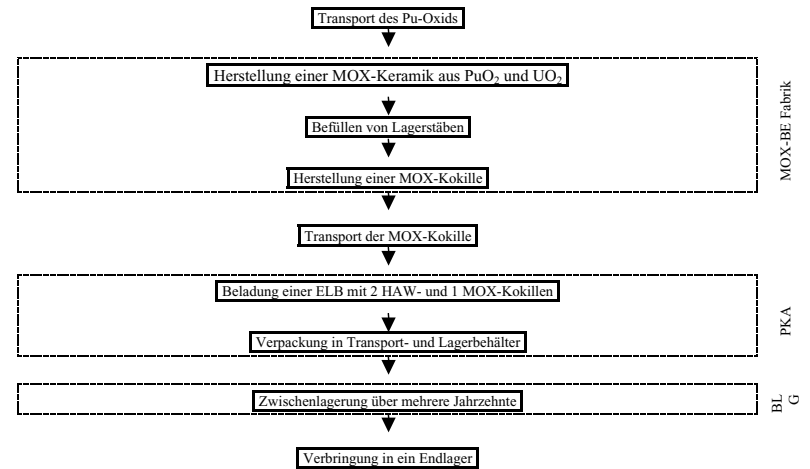 Transport des Pu-Oxids
Herstellung einer MOX-Keramik aus PuO₂ und UO₂
Befüllen von Lagerstäben
Herstellung einer MOX-Kokille
MOX-BE Fabrik
Transport der MOX-Kokille
Beladung einer ELB mit 2 HAW- und 1 MOX-Kokillen
Verpackung in Transport- und Lagerbehälter
PKA
Zwischenlagerung über mehrere Jahrzehnte
BL
G
Verbringung in ein Endlager